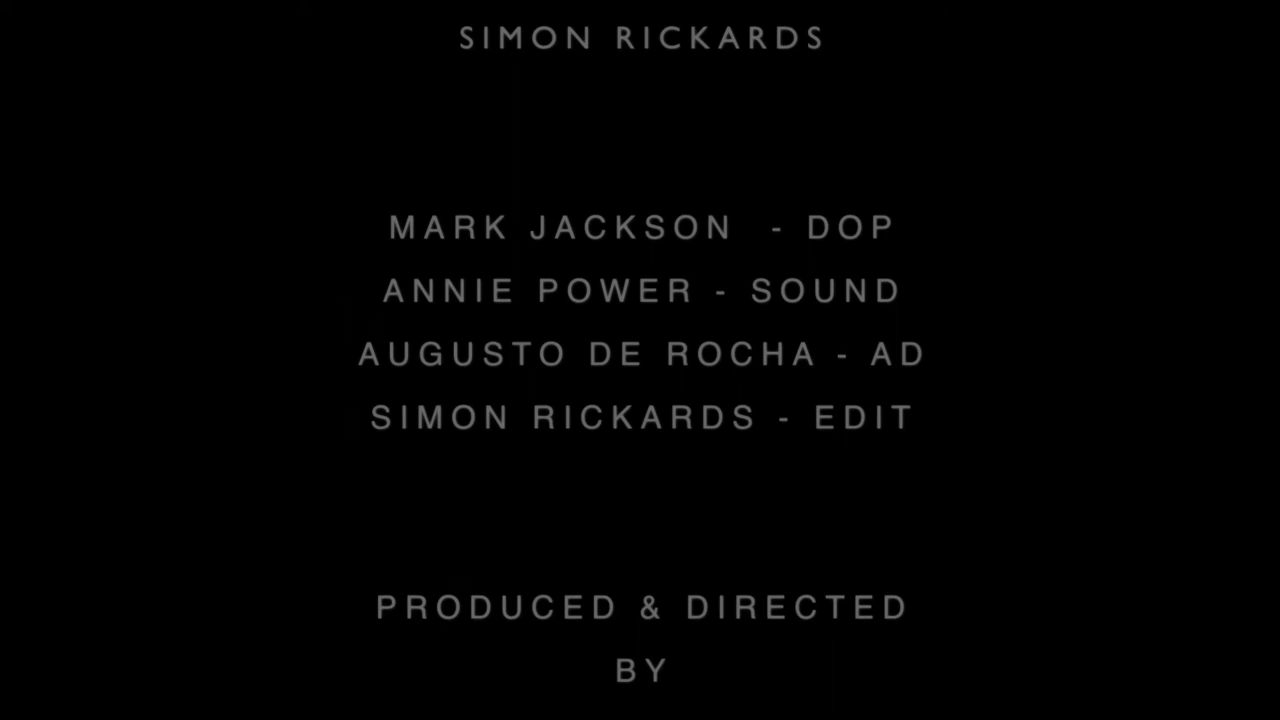 SIMON RICKARDS
MARK JACKSON - DOP
ANNIE POWER - SOUND
AUGUSTO DE ROCHA - AD
SIMON RICKARDS - EDIT
PRODUCED & DIRECTED
BY